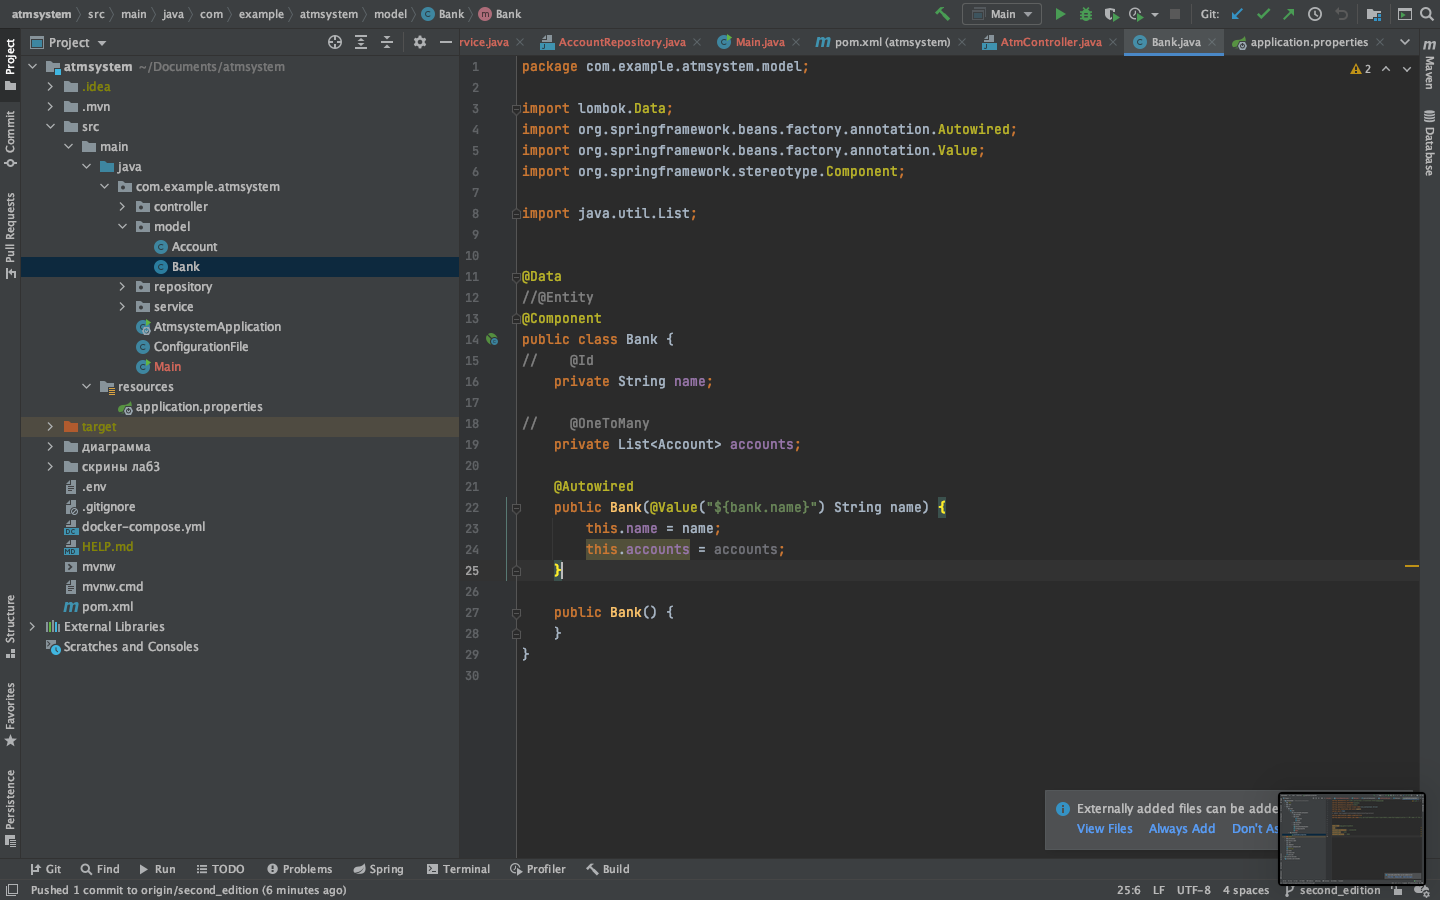 atmsystem src main java com example atmsystem model Bank Bank
Main
Git:
Project
rvice.java AccountRepository.java Main.java pom.xml (atmsystem) AtmController.java Bank.java application.properties
atmsystem ~/Documents/atmsystem
.idea
.mvn
src
main
java
com.example.atmsystem
controller
model
Account
Bank
repository
service
AtmsystemApplication
ConfigurationFile
Main
resources
application.properties
target
диаграмма
скрины лаб3
.env
.gitignore
docker-compose.yml
HELP.md
mvnw
mvnw.cmd
pom.xml
External Libraries
Scratches and Consoles
Project
Commit
Pull Requests
Structure
Favorites
Persistence
1 package com.example.atmsystem.model;
2
3 import lombok.Data;
4 import org.springframework.beans.factory.annotation.Autowired;
5 import org.springframework.beans.factory.annotation.Value;
6 import org.springframework.stereotype.Component;
7
8 import java.util.List;
9
10
11 @Data
12 //@Entity
13 @Component
14 public class Bank {
15 //    @Id
16     private String name;
17
18 //    @OneToMany
19     private List<Account> accounts;
20
21     @Autowired
22     public Bank(@Value("${bank.name}") String name) {
23         this.name = name;
24         this.accounts = accounts;
25     }
26
27     public Bank() {
28     }
29 }
30
2
Maven
Database
Externally added files can be adde
View Files Always Add Don't As
Git Find Run TODO Problems Spring Terminal Profiler Build
Pushed 1 commit to origin/second_edition (6 minutes ago)
25:6 LF UTF-8 4 spaces second_edition